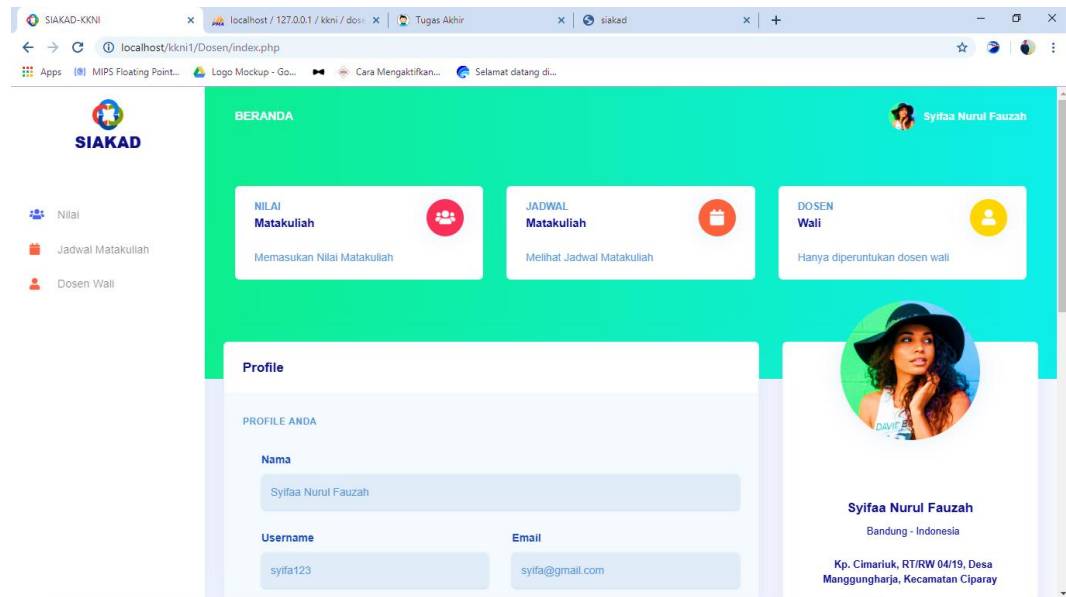 SIAKAD-KKNI
localhost / 127.0.0.1 / kkni / dose
Tugas Akhir
siakad
localhost/kkni1/Dosen/index.php
Apps
MIPS Floating Point...
Logo Mockup - Go...
Cara Mengaktifkan...
Selamat datang di...
SIAKAD
Nilai
Jadwal Matakuliah
Dosen Wali
BERANDA
Syifaa Nurul Fauzah
NILAI
Matakuliah
Memasukan Nilai Matakuliah
JADWAL
Matakuliah
Melihat Jadwal Matakuliah
DOSEN
Wali
Hanya diperuntukan dosen wali
Profile
PROFILE ANDA
Nama
Syifaa Nurul Fauzah
Username
Email
syifa123
syifa@gmail.com
DAVI
Syifaa Nurul Fauzah
Bandung - Indonesia
Kp. Cimariuk, RT/RW 04/19, Desa
Manggungharja, Kecamatan Ciparay